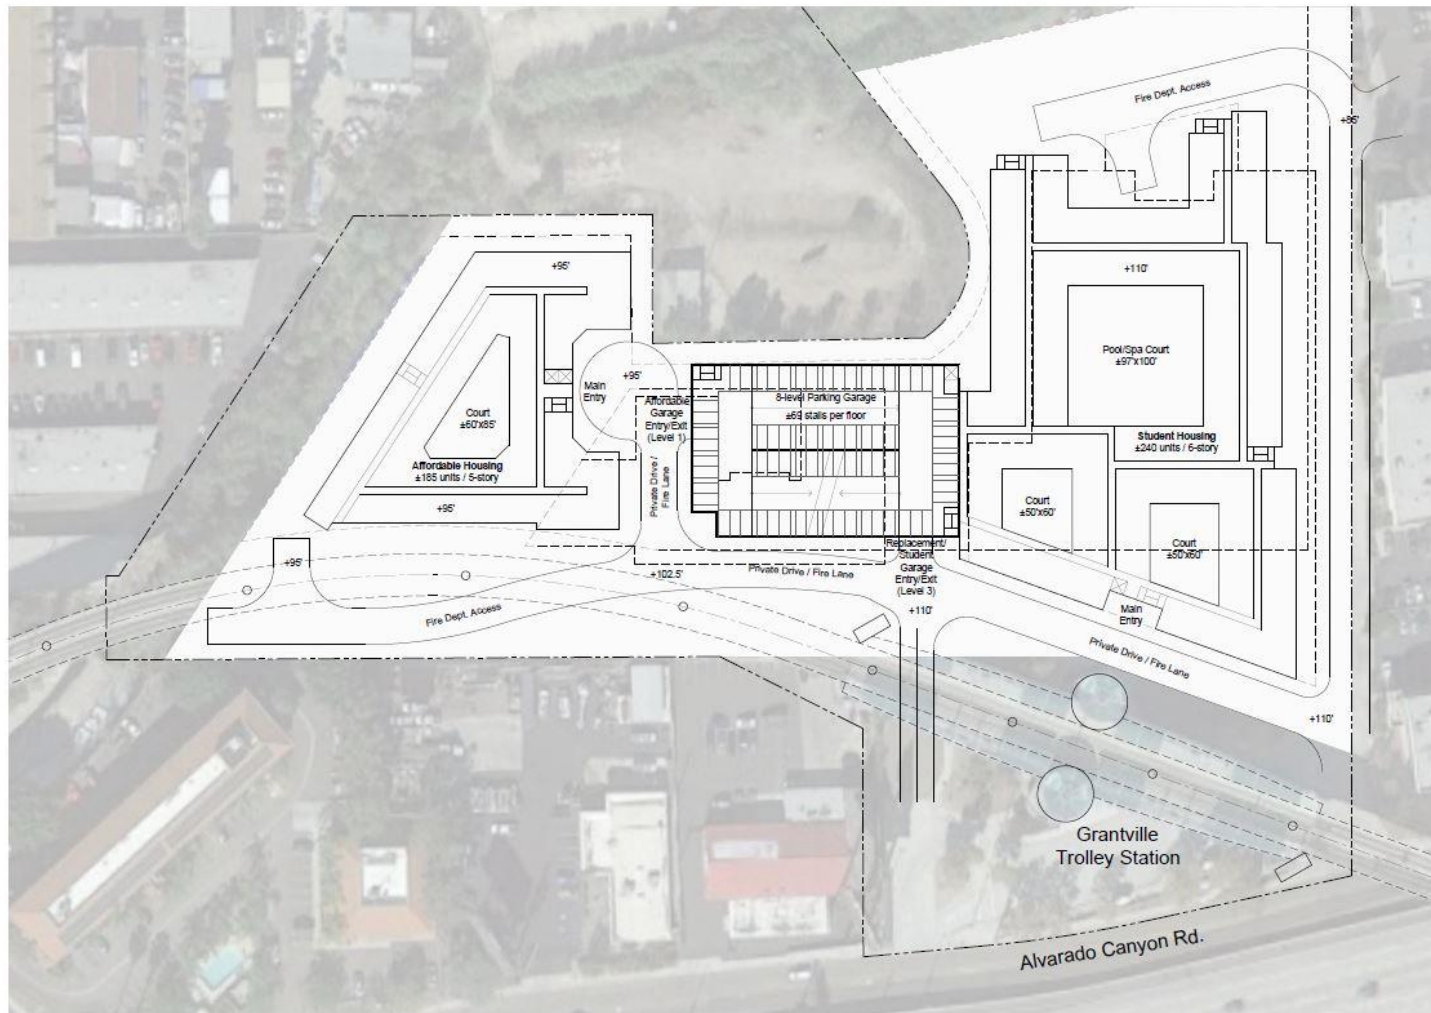 Fire Dept. Access
+85'
+95'
+110'
Pool/Spa Court
±97'x100'
Main
Entry
+95'
Affordable
Garage
Entry/Exit
(Level 1)
8-level Parking Garage
±69 stalls per floor
Court
±60'x85'
Affordable Housing
±185 units / 5-story
Student Housing
±240 units / 6-story
Private Drive /
Fire Lane
+95'
Court
±50'x60'
Court
±50'x60'
Replacement/
Student
Garage
Entry/Exit
(Level 3)
+95'
+102.5'
Private Drive / Fire Lane
Fire Dept. Access
+110'
Main
Entry
Private Drive / Fire Lane
+110'
Grantville
Trolley Station
Alvarado Canyon Rd.